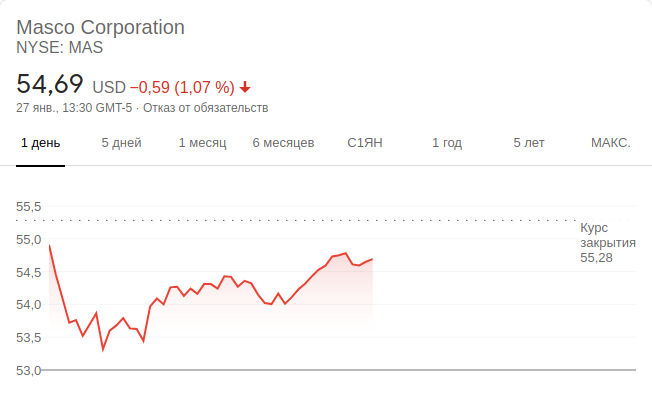 Masco Corporation
NYSE: MAS
54,69 USD −0,59 (1,07 %)
27 янв., 13:30 GMT-5 · Отказ от обязательств
1 день 5 дней 1 месяц 6 месяцев С1ЯН 1 год 5 лет МАКС.
55,5
55,0
54,5
54,0
53,5
53,0
Курс
закрытия
55,28